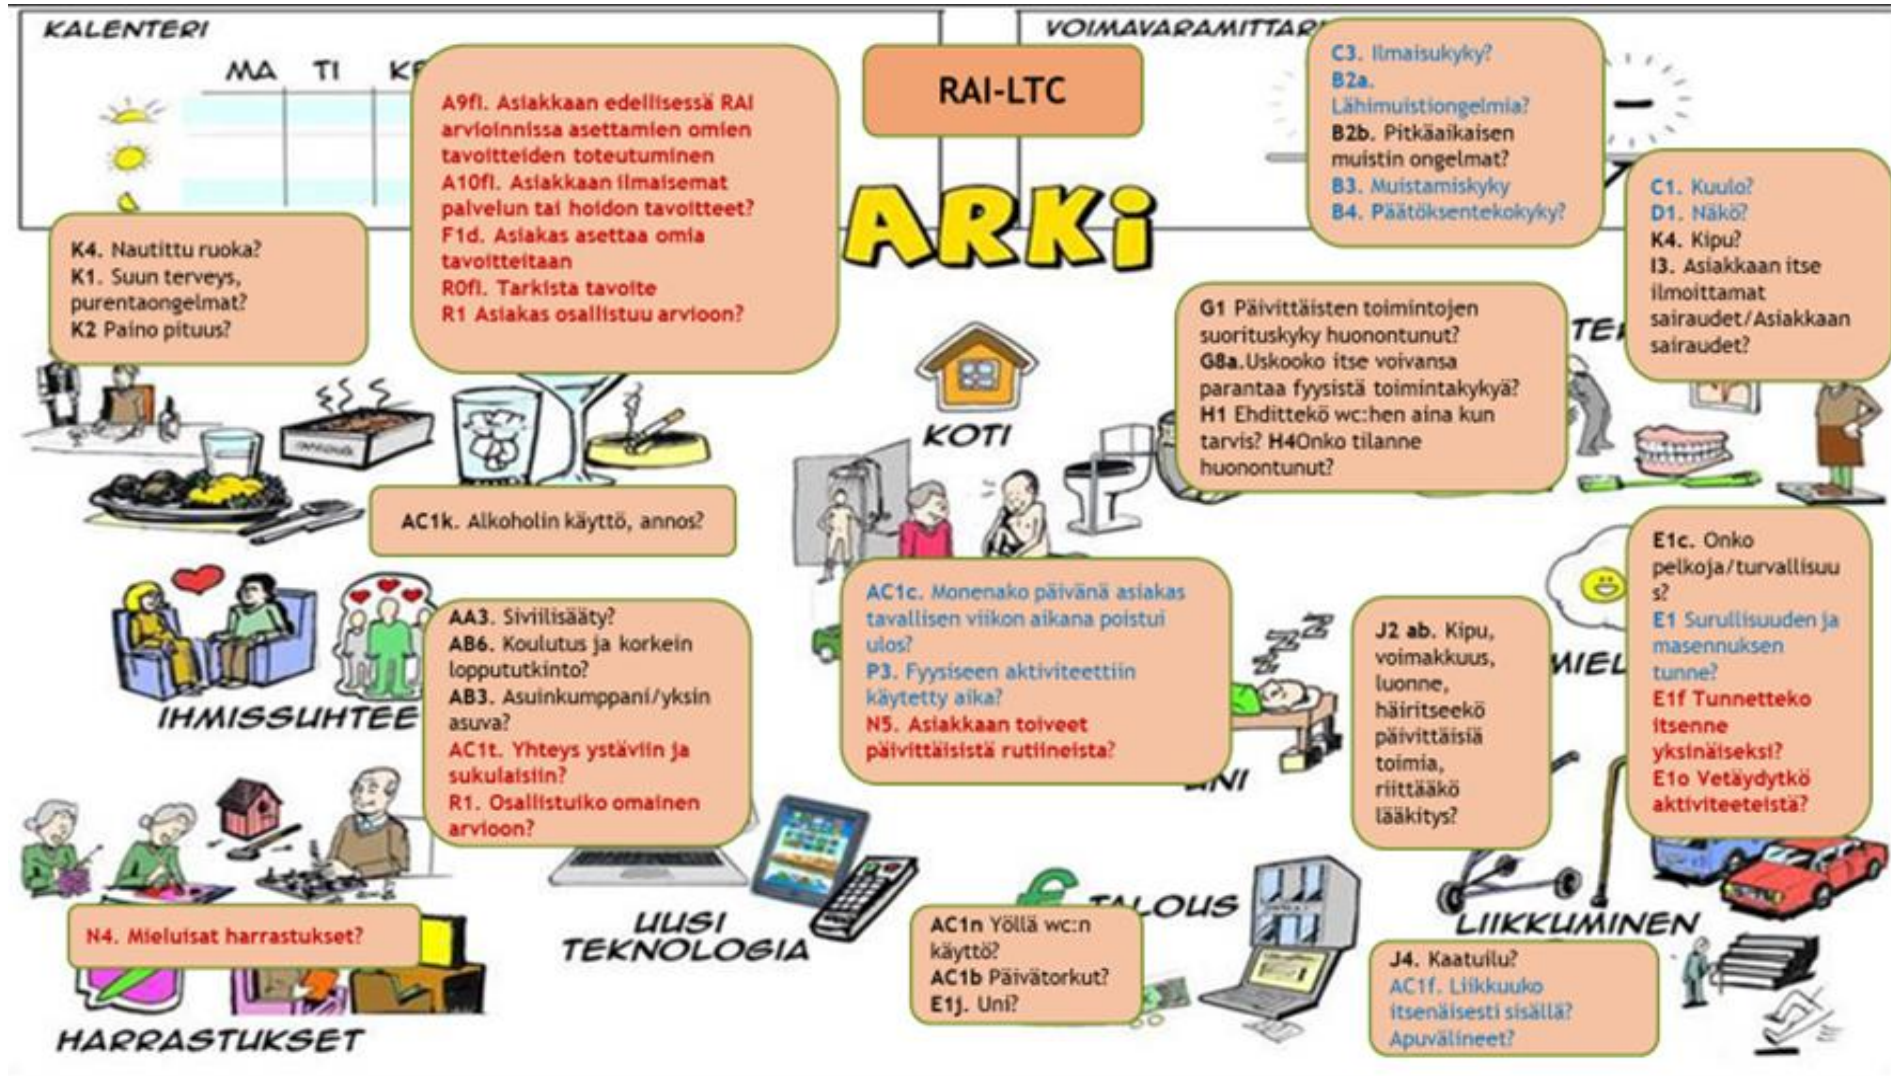 KALENTERI
MA TI KE
VOIMAVARAMITTARI
RAI-LTC
ARKi
A9fl. Asiakkaan edellisessä RAI
arvioinnissa asettamien omien
tavoitteiden toteutuminen
A10fl. Asiakkaan ilmaisemat
palvelun tai hoidon tavoitteet?
F1d. Asiakas asettaa omia
tavoitteitaan
R0fl. Tarkista tavoite
R1 Asiakas osallistuu arvioon?
C3. Ilmaisukyky?
B2a.
Lähimuistiongelmia?
B2b. Pitkäaikaisen
muistin ongelmat?
B3. Muistamiskyky
B4. Päätöksentekokyky?
C1. Kuulo?
D1. Näkö?
K4. Kipu?
I3. Asiakkaan itse
ilmoittamat
sairaudet/Asiakkaan
sairaudet?
K4. Nautittu ruoka?
K1. Suun terveys,
purentaongelmat?
K2 Paino pituus?
G1 Päivittäisten toimintojen
suorituskyky huonontunut?
G8a.Uskooko itse voivansa
parantaa fyysistä toimintakykyä?
H1 Ehdittekö wc:hen aina kun
tarvis? H4Onko tilanne
huonontunut?
KOTI
AC1k. Alkoholin käyttö, annos?
AC1c. Monenako päivänä asiakas
tavallisen viikon aikana poistui
ulos?
P3. Fyysiseen aktiviteettiin
käytetty aika?
N5. Asiakkaan toiveet
päivittäisistä rutiineista?
E1c. Onko
pelkoja/turvallisuu
s?
E1 Surullisuuden ja
masennuksen
tunne?
E1f Tunnetteko
itsenne
yksinäiseksi?
E1o Vetäydytkö
aktiviteeteistä?
MIEL
J2 ab. Kipu,
voimakkuus,
luonne,
häiritseekö
päivittäisiä
toimia,
riittääkö
lääkitys?
AA3. Siviilisääty?
AB6. Koulutus ja korkein
loppututkinto?
AB3. Asuinkumppani/yksin
asuva?
AC1t. Yhteys ystäviin ja
sukulaisiin?
R1. Osallistuiko omainen
arvioon?
IHMISSUHTEE
UNI
N4. Mieluisat harrastukset?
HARRASTUKSET
UUSI
TEKNOLOGIA
TALOUS
AC1n Yöllä wc:n
käyttö?
AC1b Päivätorkut?
E1j. Uni?
LIIKKUMINEN
J4. Kaatuilu?
AC1f. Liikkuuko
itsenäisesti sisällä?
Apuvälineet?